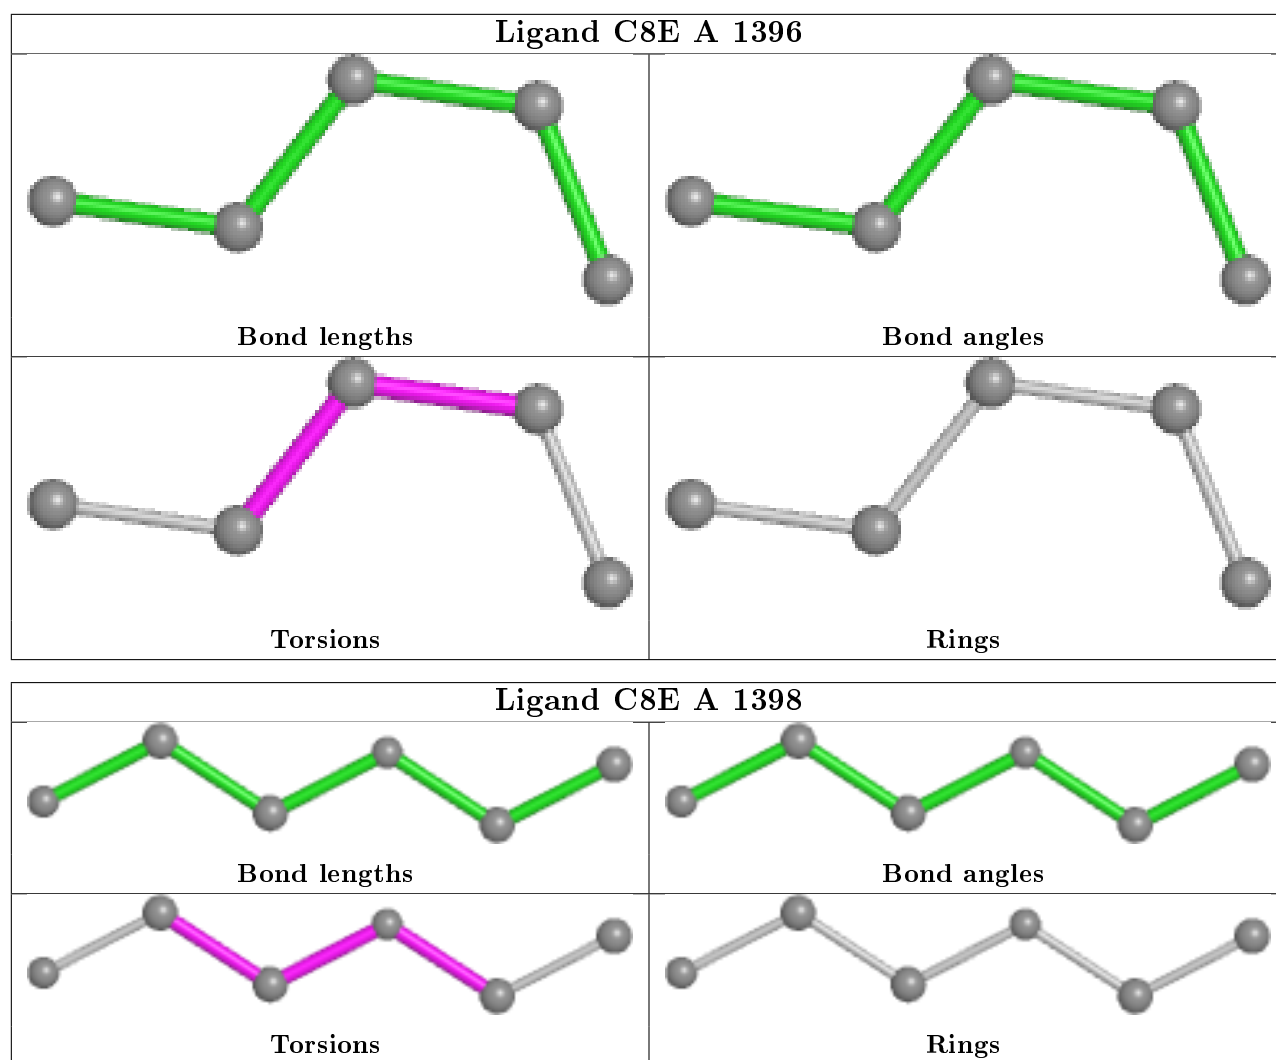 Ligand C8E A 1396
Bond lengths
Bond angles
Torsions
Rings
Ligand C8E A 1398
Bond lengths
Bond angles
Torsions
Rings